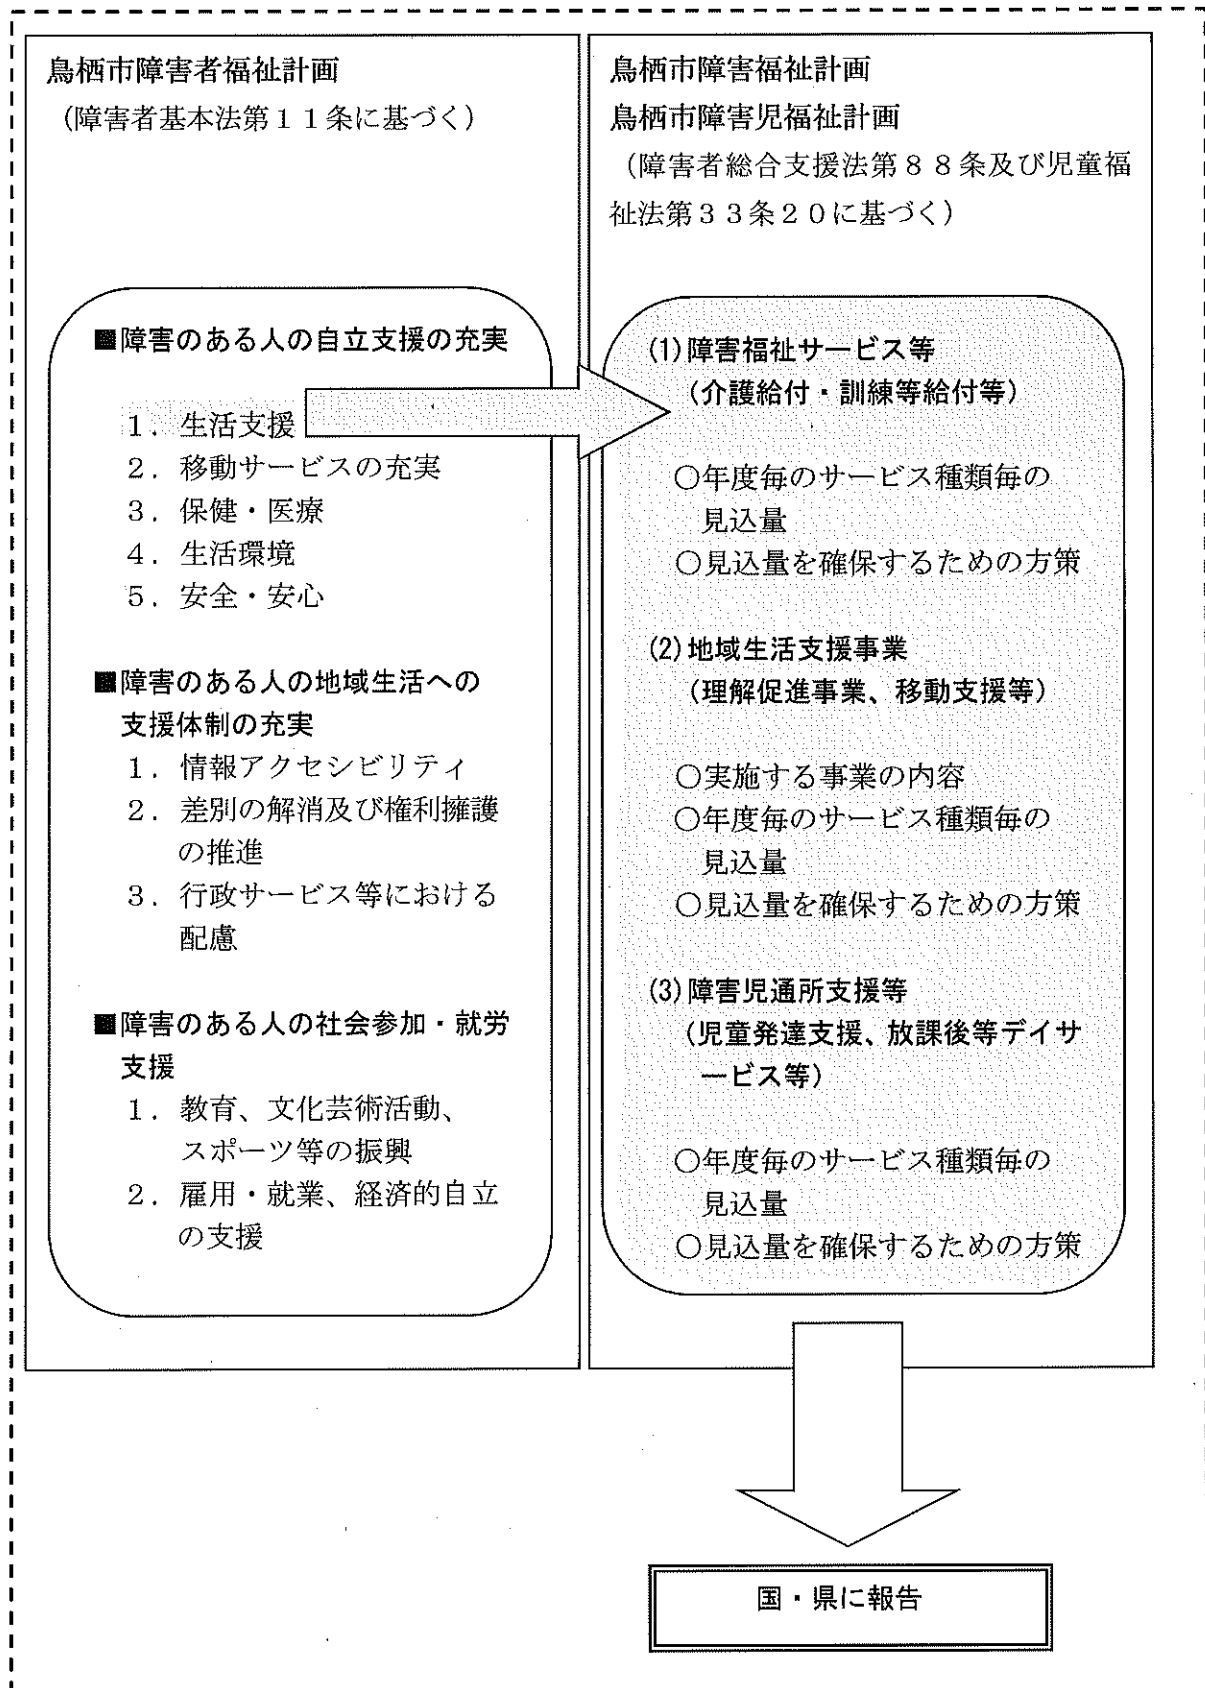 鳥栖市障害者福祉計画
（障害者基本法第１１条に基づく）
■障害のある人の自立支援の充実
１．生活支援
２．移動サービスの充実
３．保健・医療
４．生活環境
５．安全・安心
■障害のある人の地域生活への
支援体制の充実
１．情報アクセシビリティ
２．差別の解消及び権利擁護
の推進
３．行政サービス等における
配慮
■障害のある人の社会参加・就労
支援
１．教育、文化芸術活動、
スポーツ等の振興
２．雇用・就業、経済的自立
の支援
鳥栖市障害福祉計画
鳥栖市障害児福祉計画
（障害者総合支援法第８８条及び児童福
祉法第３３条２０に基づく）
(1)障害福祉サービス等
（介護給付・訓練等給付等）
○年度毎のサービス種類毎の
見込量
○見込量を確保するための方策
(2)地域生活支援事業
（理解促進事業、移動支援等）
○実施する事業の内容
○年度毎のサービス種類毎の
見込量
○見込量を確保するための方策
(3)障害児通所支援等
（児童発達支援、放課後等デイサ
ービス等）
○年度毎のサービス種類毎の
見込量
○見込量を確保するための方策
国・県に報告